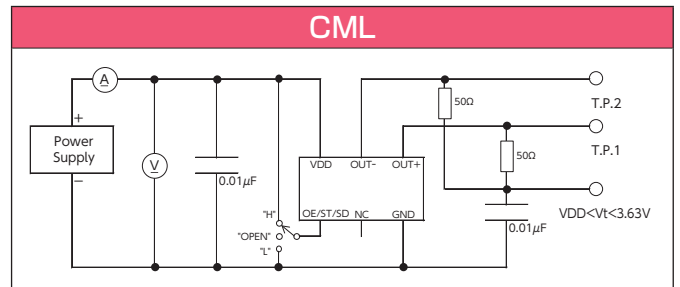 CML
A
+
Power
Supply
−
V
0.01μF
"H"
"OPEN"
"L"
VDD OUT- OUT+
OE/ST/SD NC GND
50Ω
50Ω
0.01μF
T.P.2
T.P.1
VDD<Vt<3.63V